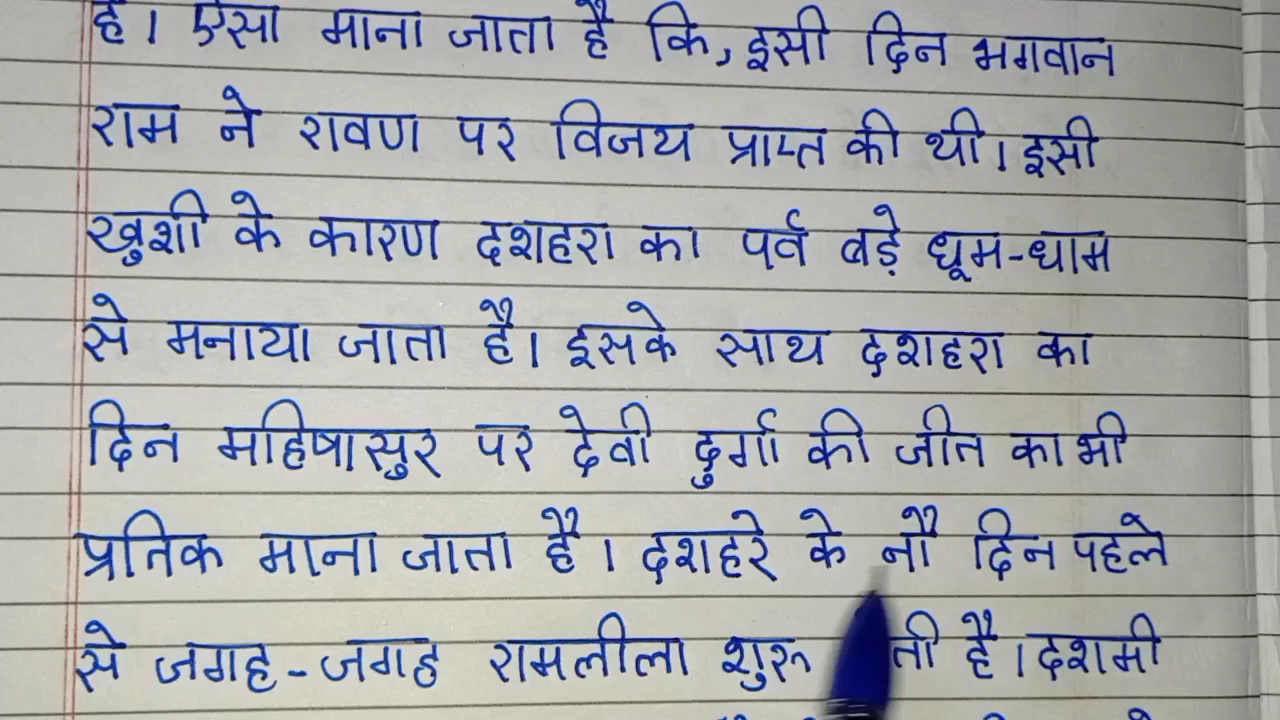 है। ऐसा माना जाता है कि, इसी दिन भगवान
राम ने रावण पर विजय प्राप्त की थी। इसी
खुशी के कारण दशहरा का पर्व बड़े धूम-धाम
से मनाया जाता है। इसके साथ दशहरा का
दिन महिषासुर पर देवी दुर्गा की जीत का भी
प्रतिक माना जाता है। दशहरे के नौ दिन पहले
से जगह-जगह रामलीला शुरू ती है। दशमी